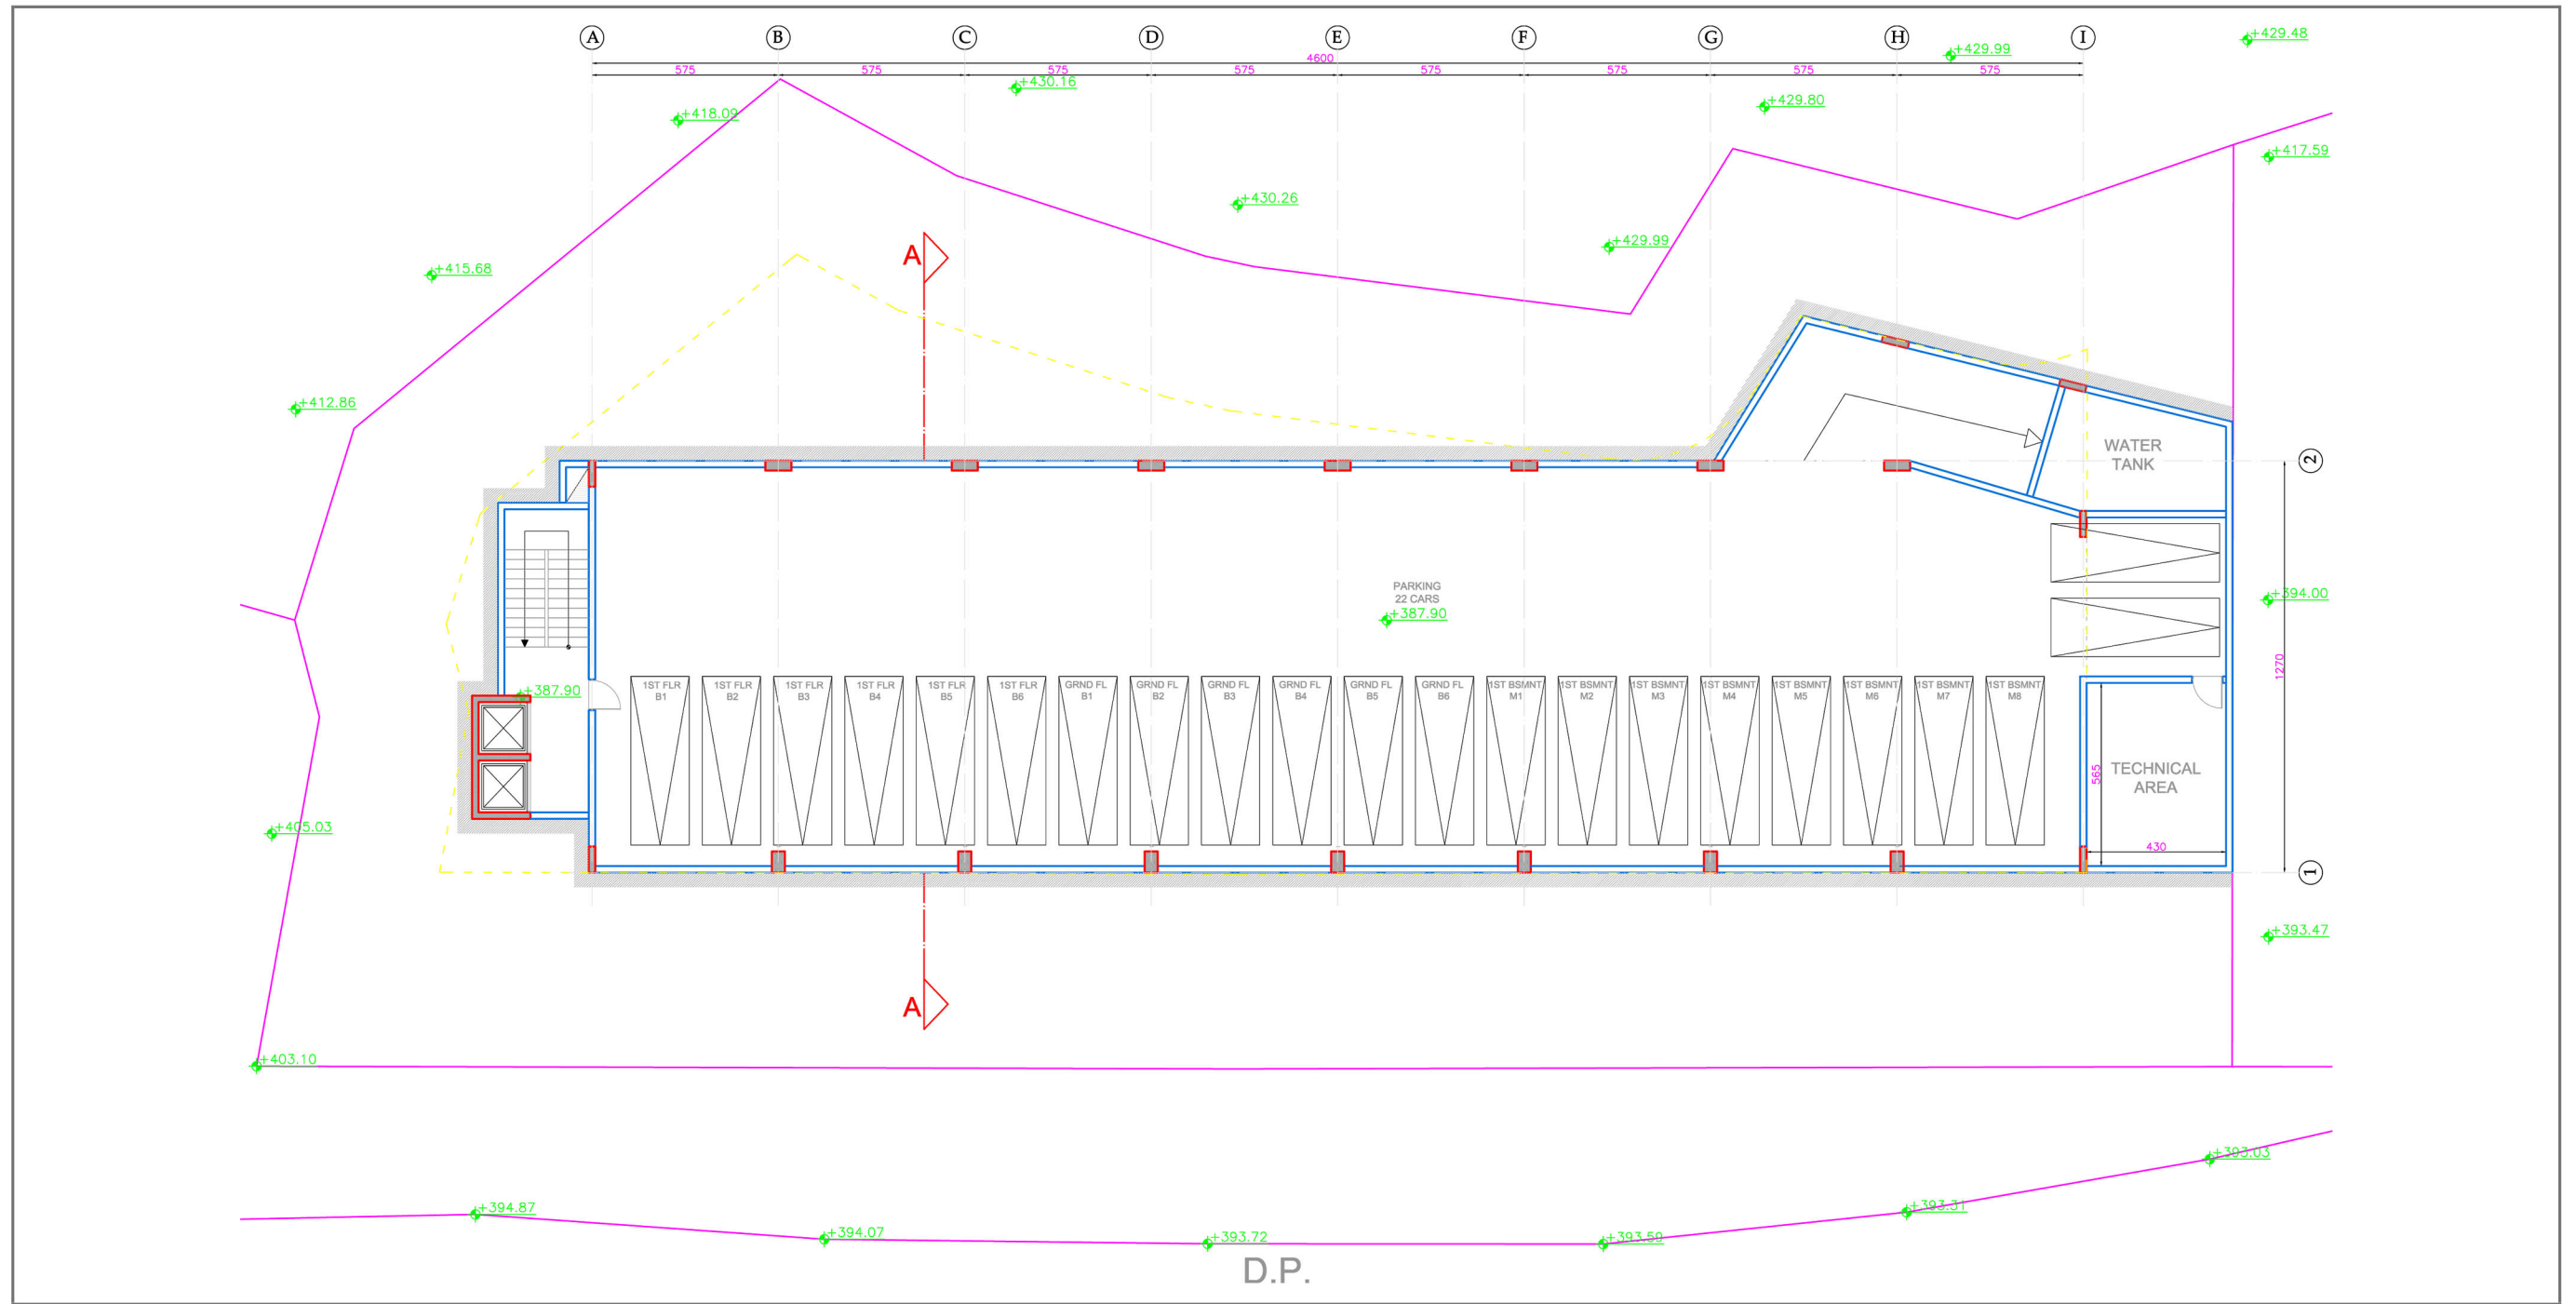 A B C D E F G H I
4600
575 575 575 575 575 575 575 575
+429.48
+429.99
+430.16
+429.80
+418.09
+417.59
+430.26
+429.99
A
+415.68
+412.86
WATER
TANK
2
PARKING
22 CARS
+387.90
+394.00
1270
+387.90
1ST FLR
B1
1ST FLR
B2
1ST FLR
B3
1ST FLR
B4
1ST FLR
B5
1ST FLR
B6
GRND FL
B1
GRND FL
B2
GRND FL
B3
GRND FL
B4
GRND FL
B5
GRND FL
B6
1ST BSMNT
M1
1ST BSMNT
M2
1ST BSMNT
M3
1ST BSMNT
M4
1ST BSMNT
M5
1ST BSMNT
M6
1ST BSMNT
M7
1ST BSMNT
M8
565
TECHNICAL
AREA
430
+405.03
1
+393.47
A
+403.10
+393.03
+394.87
+394.07
+393.72
+393.59
+393.31
D.P.